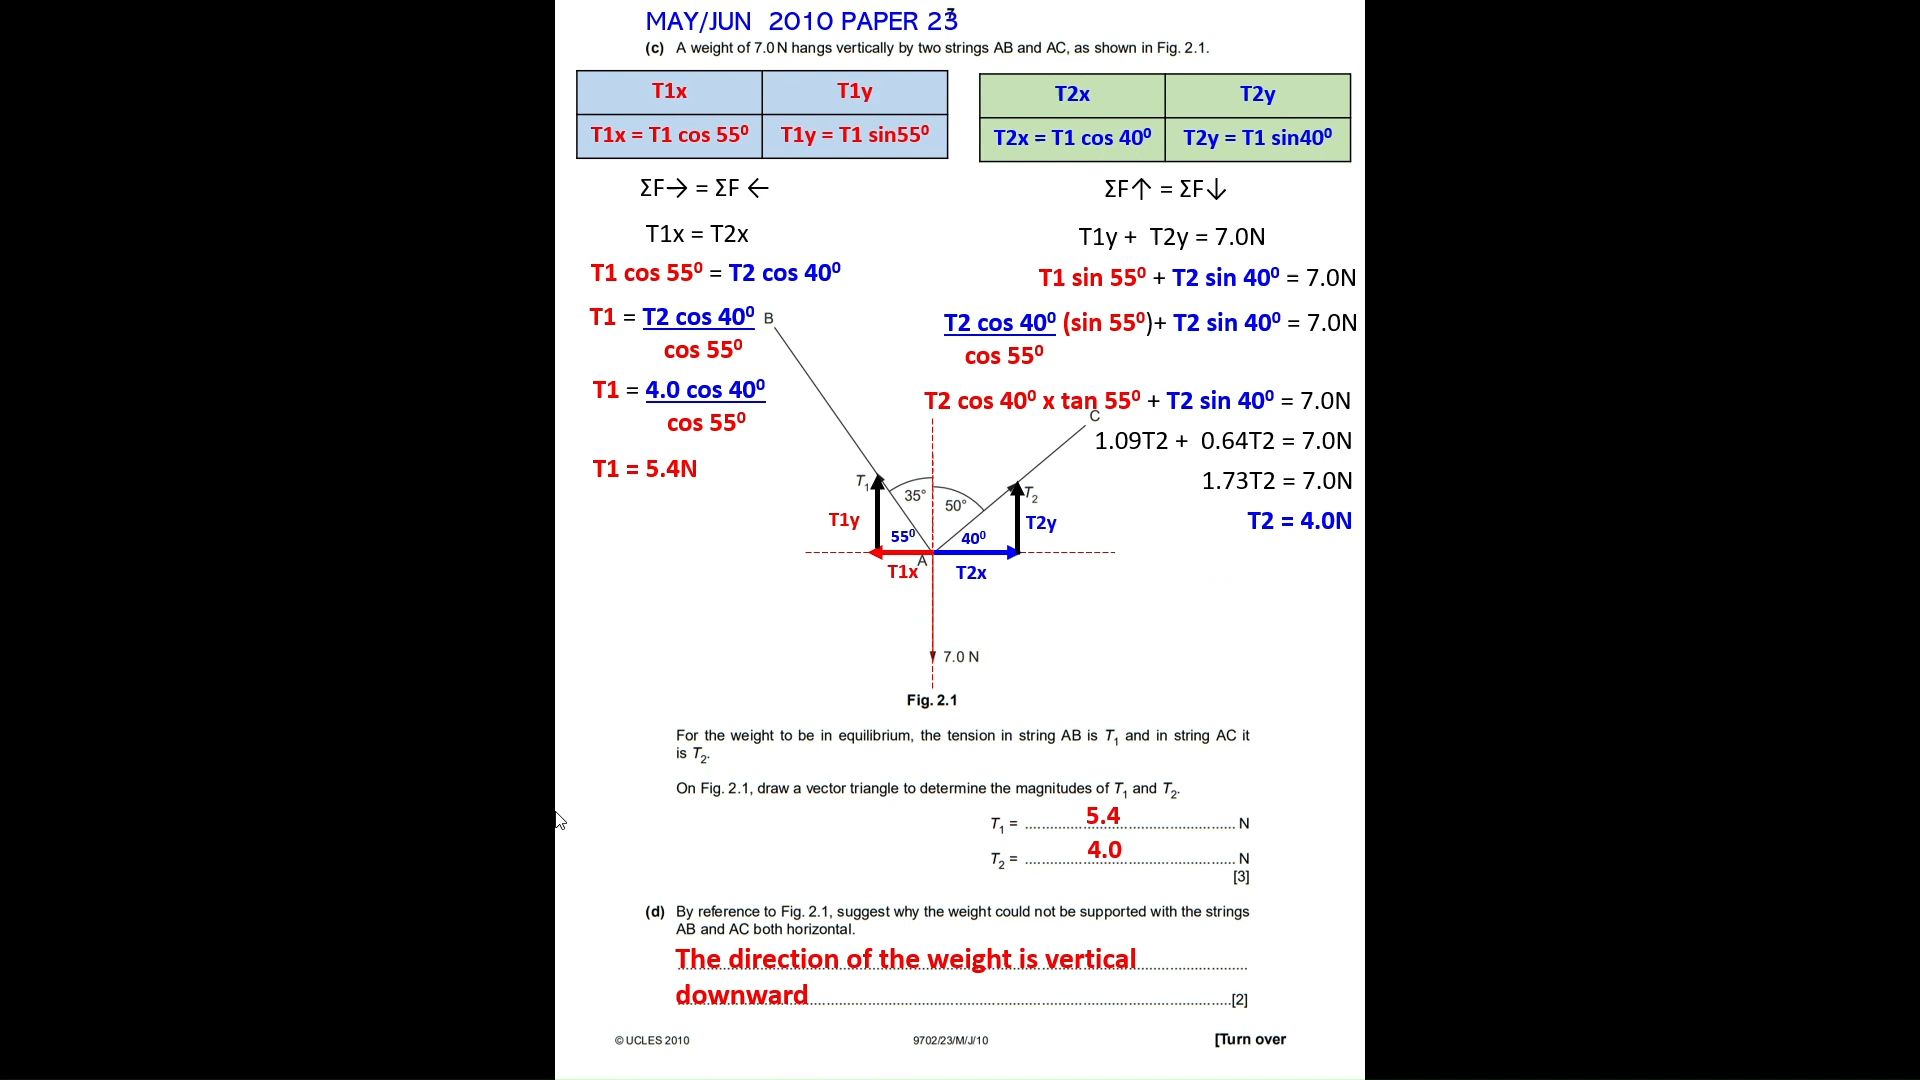 MAY/JUN 2010 PAPER 23
7
(c) A weight of 7.0 N hangs vertically by two strings AB and AC, as shown in Fig. 2.1.
T1x T1y
T1x = T1 cos 55⁰ T1y = T1 sin55⁰
T2x T2y
T2x = T1 cos 40⁰ T2y = T1 sin40⁰
ΣF→ = ΣF ←
T1x = T2x
T1 cos 55⁰ = T2 cos 40⁰
T1 = T2 cos 40⁰
cos 55⁰
T1 = 4.0 cos 40⁰
cos 55⁰
T1 = 5.4N
ΣF↑ = ΣF↓
T1y + T2y = 7.0N
T1 sin 55⁰ + T2 sin 40⁰ = 7.0N
T2 cos 40⁰ (sin 55⁰)+ T2 sin 40⁰ = 7.0N
cos 55⁰
T2 cos 40⁰ x tan 55⁰ + T2 sin 40⁰ = 7.0N
1.09T2 + 0.64T2 = 7.0N
1.73T2 = 7.0N
T2 = 4.0N
B
C
T₁
35°
50°
T₂
T1y
55⁰
40⁰
T2y
A
T1x
T2x
7.0 N
Fig. 2.1
For the weight to be in equilibrium, the tension in string AB is T₁ and in string AC it
is T₂.
On Fig. 2.1, draw a vector triangle to determine the magnitudes of T₁ and T₂.
T₁ = 5.4 N
T₂ = 4.0 N
[3]
(d) By reference to Fig. 2.1, suggest why the weight could not be supported with the strings
AB and AC both horizontal.
The direction of the weight is vertical
downward [2]
© UCLES 2010 9702/23/M/J/10 [Turn over